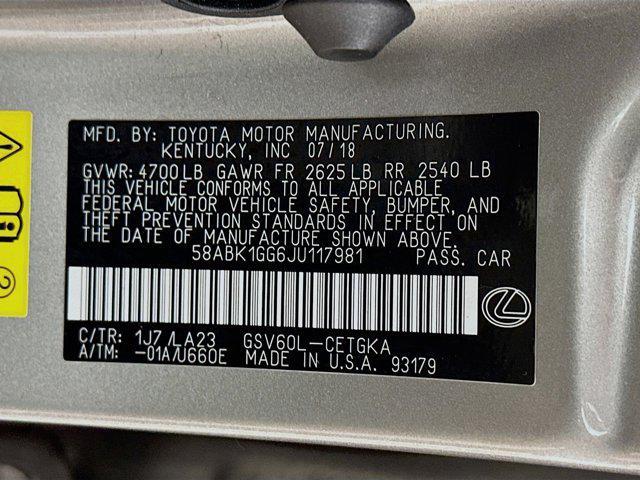 MFD. BY: TOYOTA MOTOR MANUFACTURING.
KENTUCKY, INC 07/18
GVWR: 4700LB GAWR FR 2625LB RR 2540 LB
THIS VEHICLE CONFORMS TO ALL APPLICABLE
FEDERAL MOTOR VEHICLE SAFETY, BUMPER, AND
THEFT PREVENTION STANDARDS IN EFFECT ON
THE DATE OF MANUFACTURE SHOWN ABOVE.
58ABK1GG6JU117981 PASS. CAR
C/TR: 1J7/LA23 GSV60L-CETGKA
A/TM: -01A/U660E MADE IN U.S.A. 93179
2